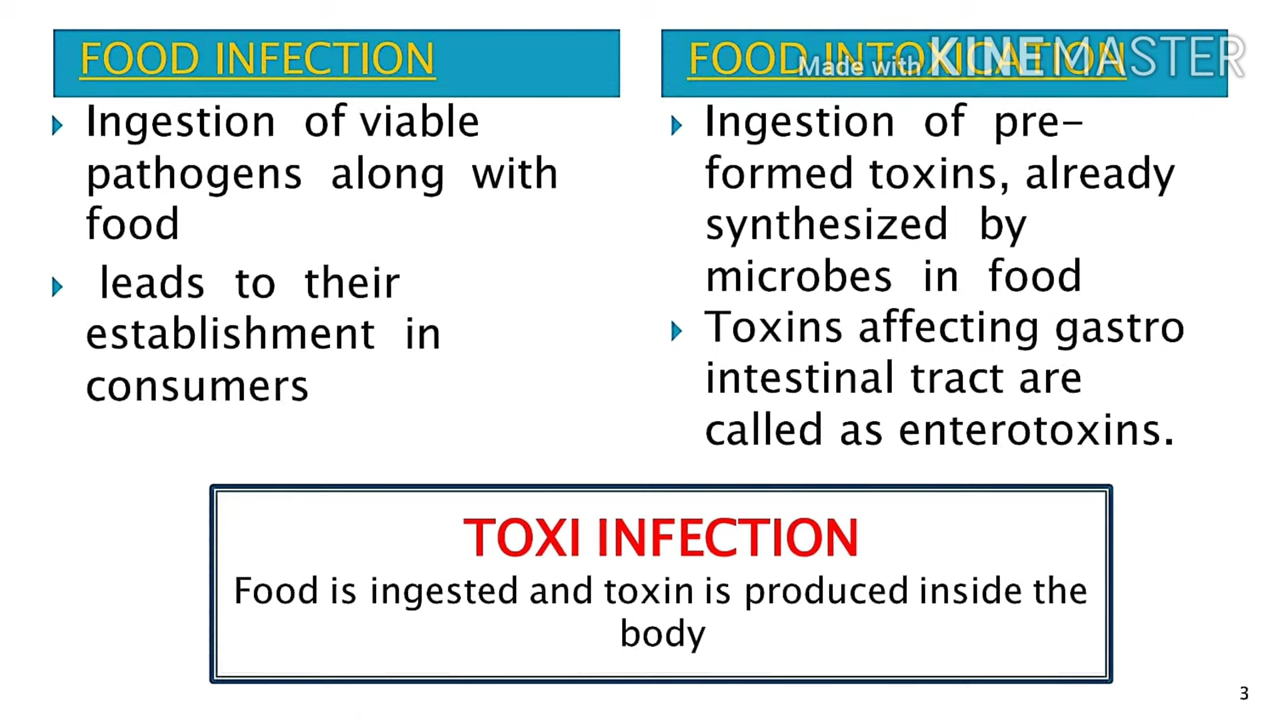 FOOD INFECTION
Ingestion of viable
pathogens along with
food
leads to their
establishment in
consumers
FOOD INTOXICATION
Made with KINEMASTER
Ingestion of pre-
formed toxins, already
synthesized by
microbes in food
Toxins affecting gastro
intestinal tract are
called as enterotoxins.
TOXI INFECTION
Food is ingested and toxin is produced inside the
body
3